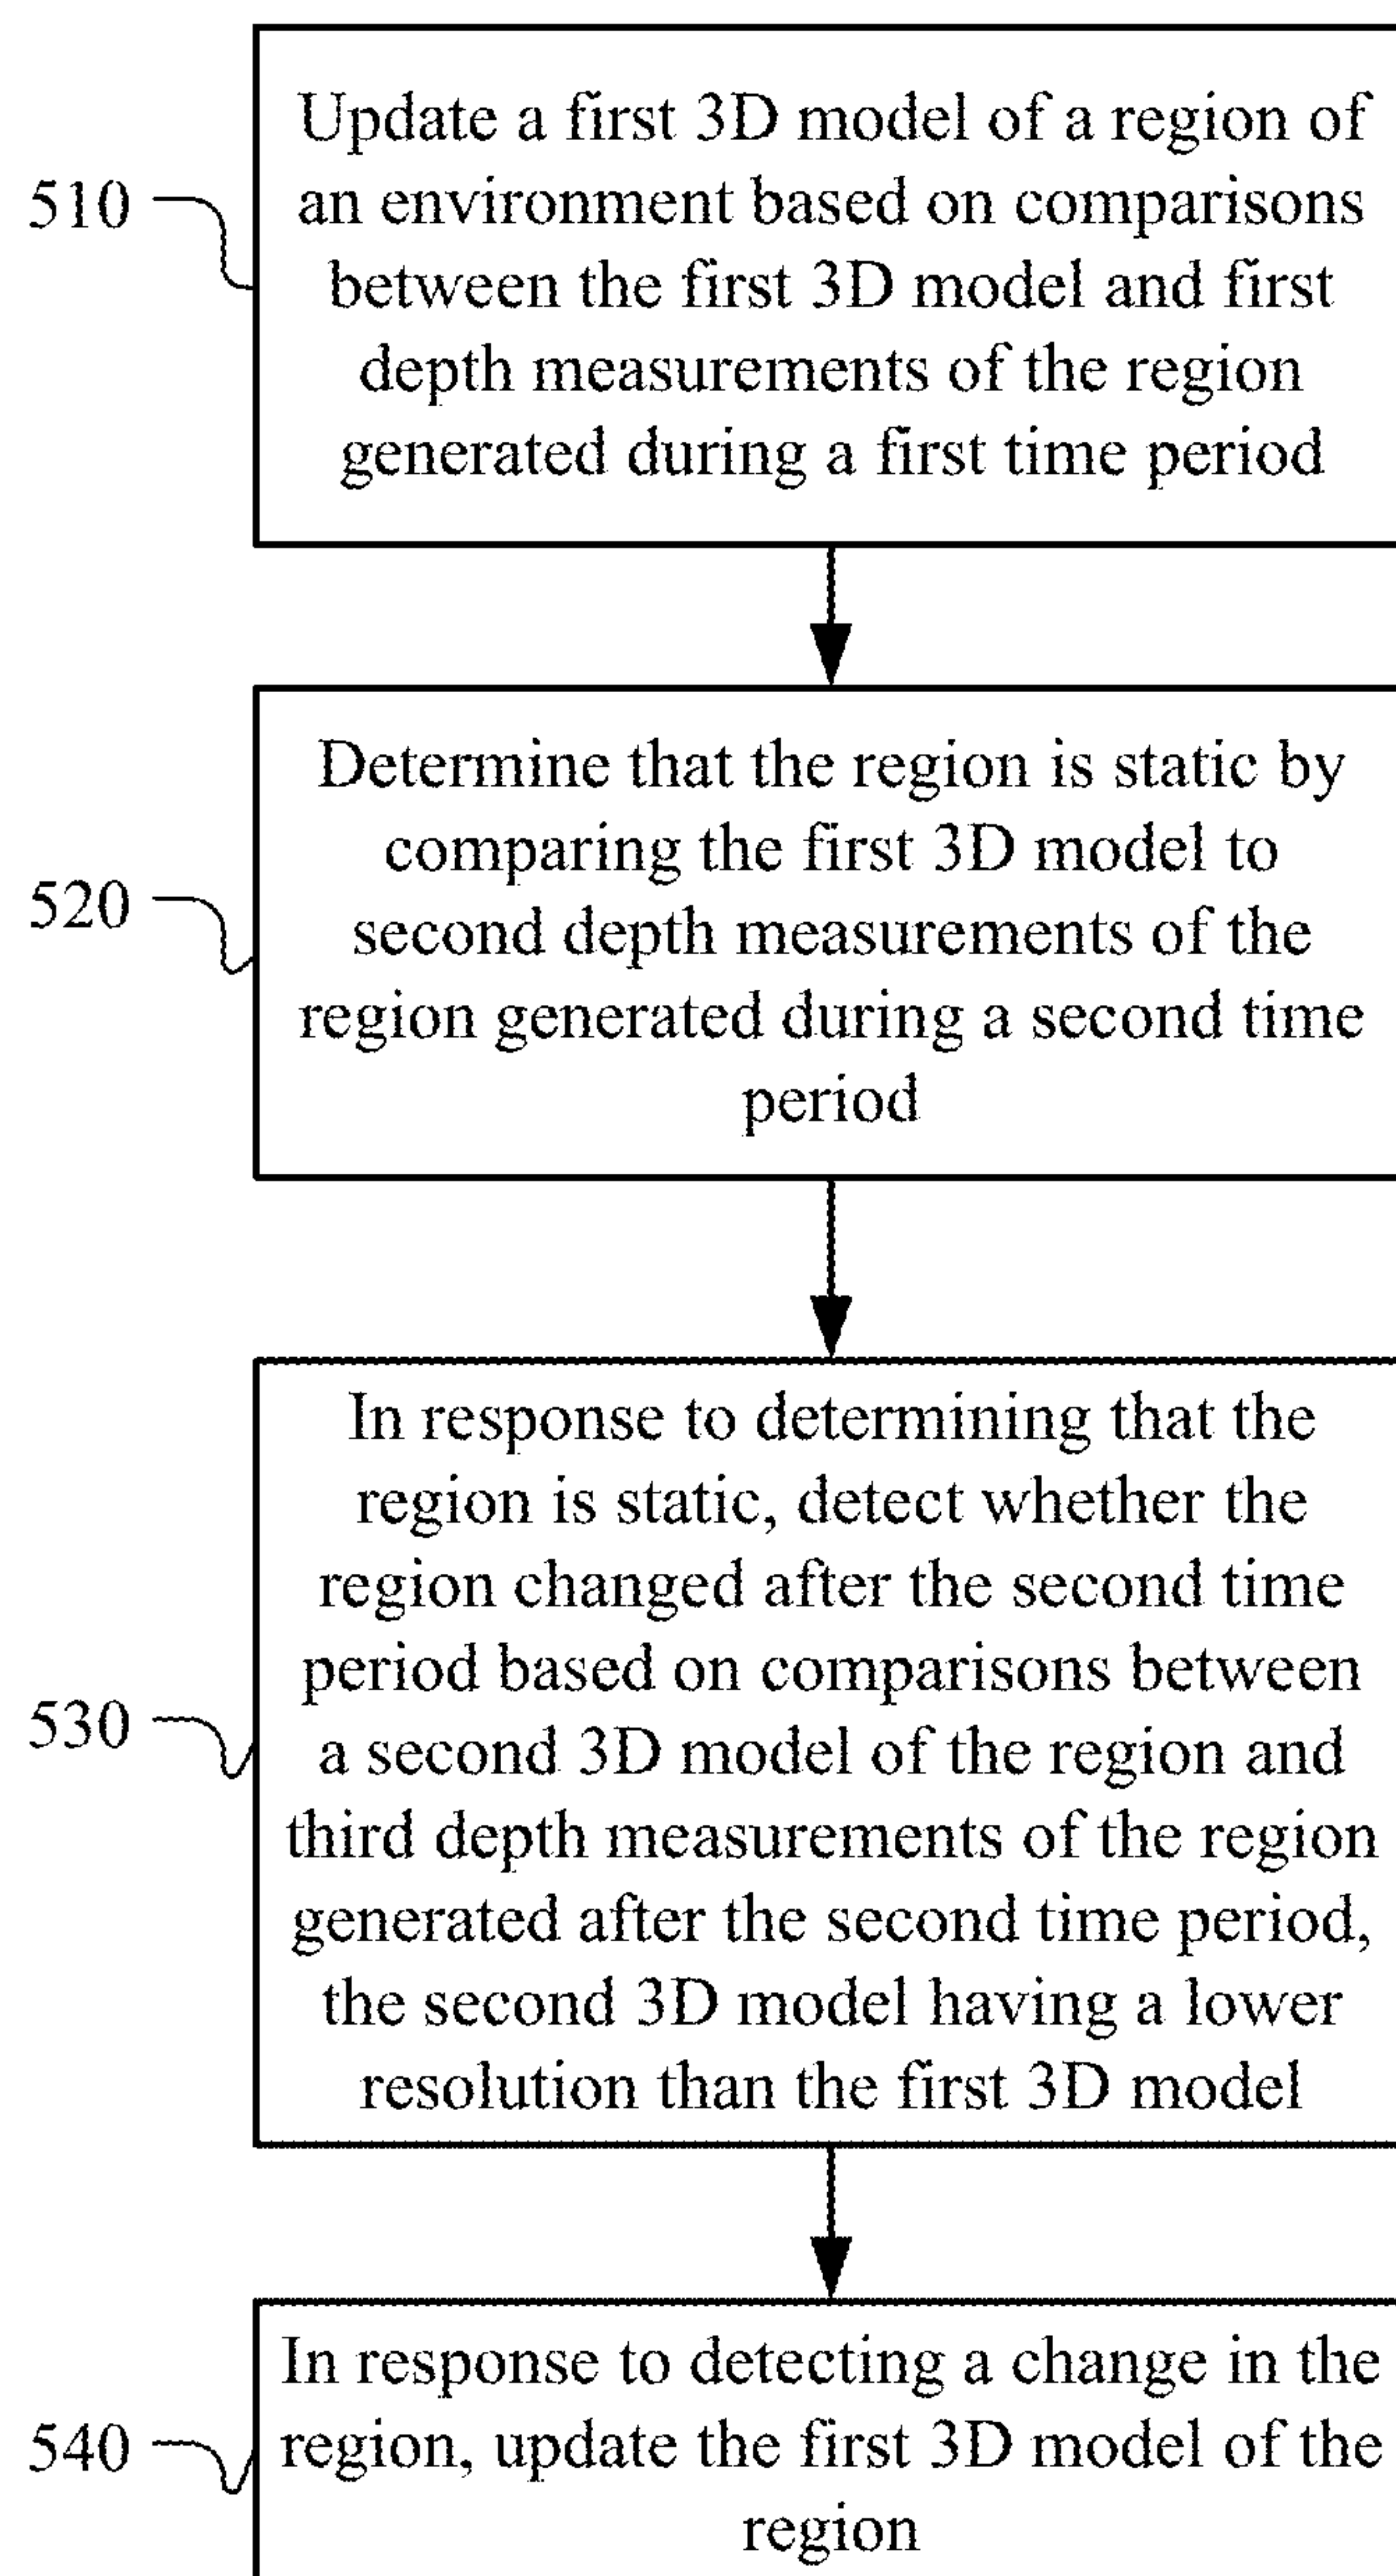 Update a first 3D model of a region of
an environment based on comparisons
between the first 3D model and first
depth measurements of the region
generated during a first time period
510
Determine that the region is static by
comparing the first 3D model to
second depth measurements of the
region generated during a second time
period
520
In response to determining that the
region is static, detect whether the
region changed after the second time
period based on comparisons between
a second 3D model of the region and
third depth measurements of the region
generated after the second time period,
the second 3D model having a lower
resolution than the first 3D model
530
In response to detecting a change in the
region, update the first 3D model of the
region
540